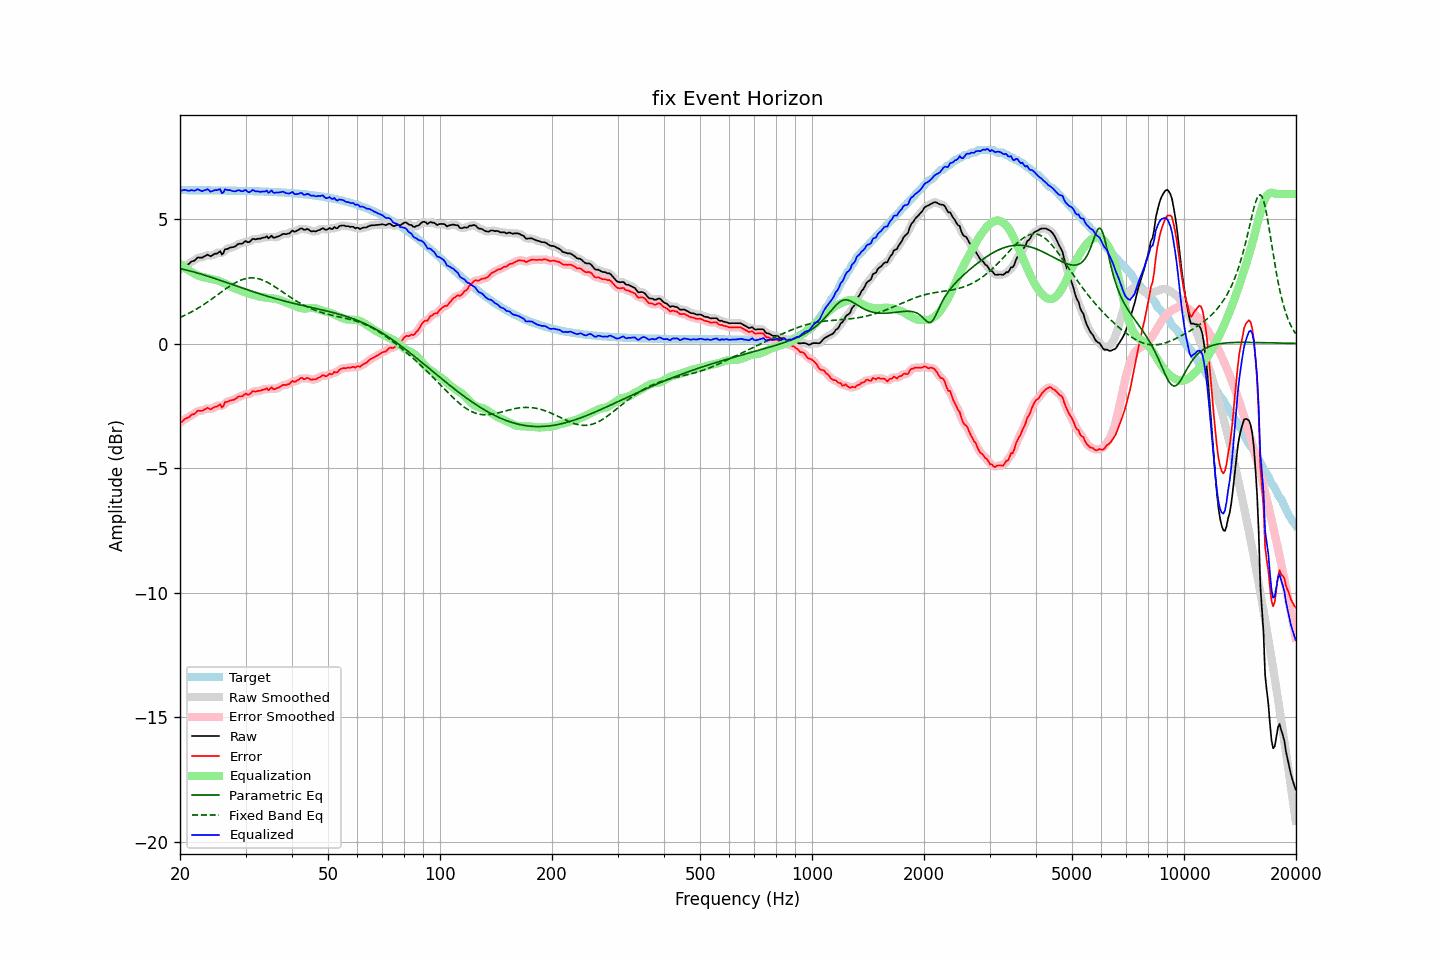 fix Event Horizon
Amplitude (dBr)
5
0
−5
−10
−15
−20
Target
Raw Smoothed
Error Smoothed
Raw
Error
Equalization
Parametric Eq
Fixed Band Eq
Equalized
20 50 100 200 500 1000 2000 5000 10000 20000
Frequency (Hz)